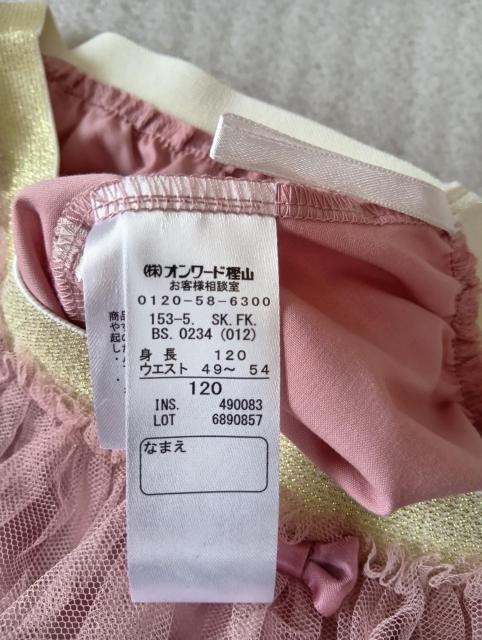 (株)オンワード樫山
お客様相談室
0120-58-6300
153-5. SK.FK.
BS. 0234 (012)
身長 120
ウエスト 49～ 54
120
INS. 490083
LOT 6890857
なまえ